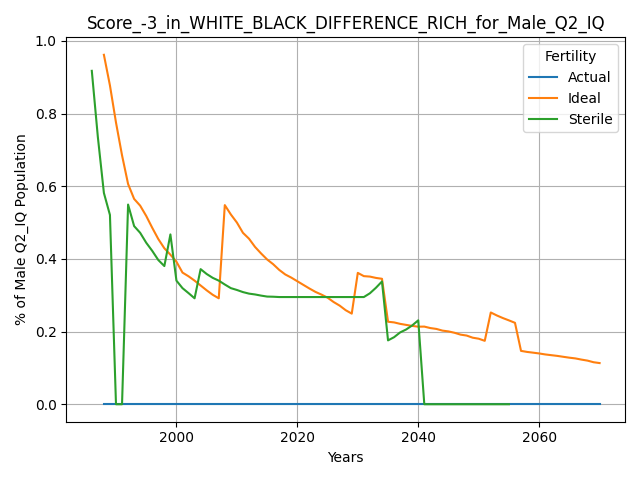 Score_-3_in_WHITE_BLACK_DIFFERENCE_RICH_for_Male_Q2_IQ
1.0
0.8
0.6
0.4
0.2
0.0
% of Male Q2_IQ Population
Fertility
Actual
Ideal
Sterile
2000
2020
2040
2060
Years